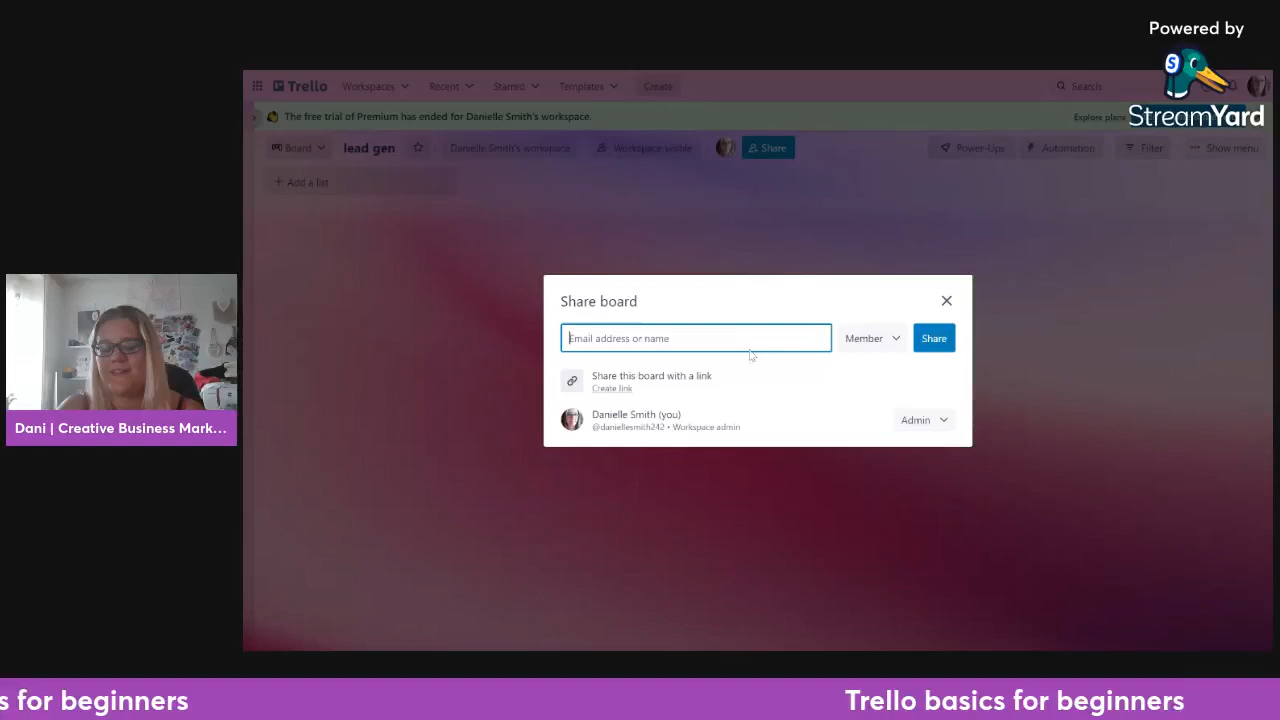 Powered by
StreamYard
Trello Workspaces Recent Starred Templates Create Search
The free trial of Premium has ended for Danielle Smith's workspace. Explore plans
Board lead gen Danielle Smith's workspace Workspace visible Share Power-Ups Automation Filter Show menu
+ Add a list
Share board
Email address or name Member Share
Share this board with a link
Create link
Danielle Smith (you)
@daniellesmith242 • Workspace admin
Admin
Dani | Creative Business Mark...
s for beginners Trello basics for beginners